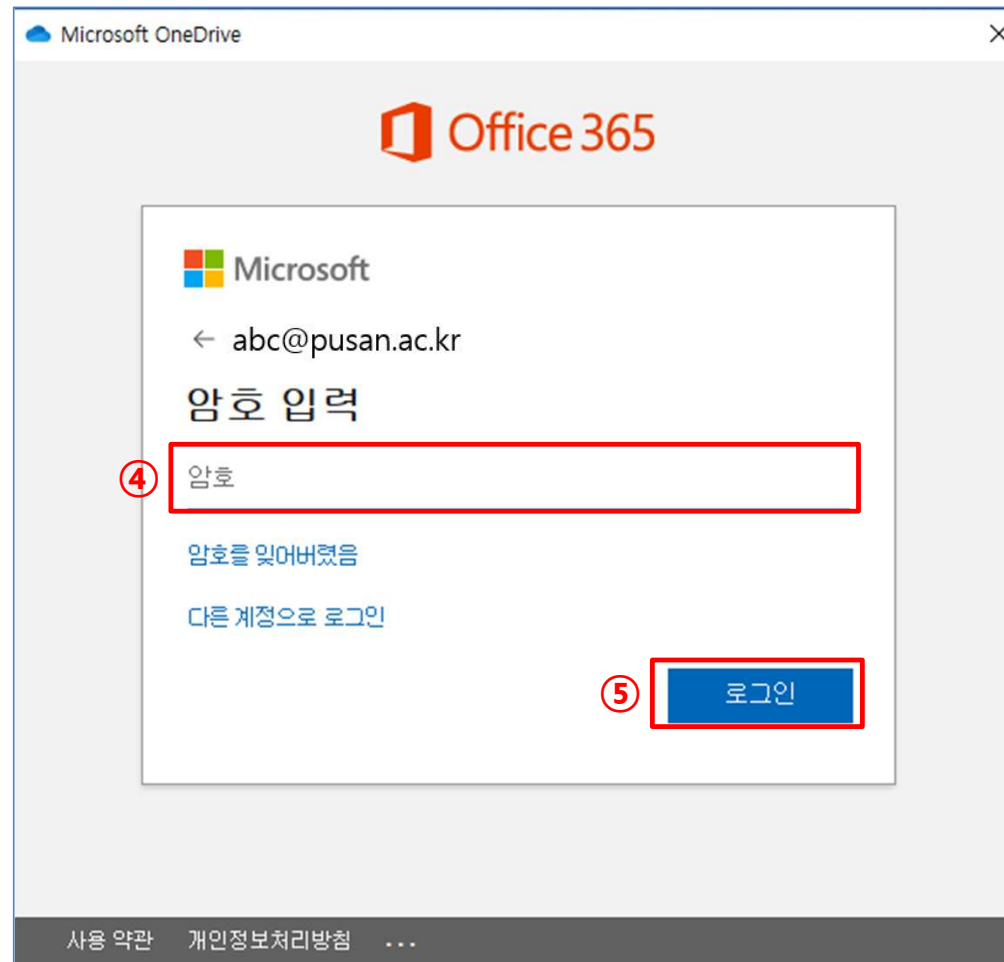 Microsoft OneDrive
Office 365
Microsoft
← abc@pusan.ac.kr
암호 입력
④ 암호
암호를 잊어버렸음
다른 계정으로 로그인
⑤ 로그인
사용 약관 개인정보처리방침 ...